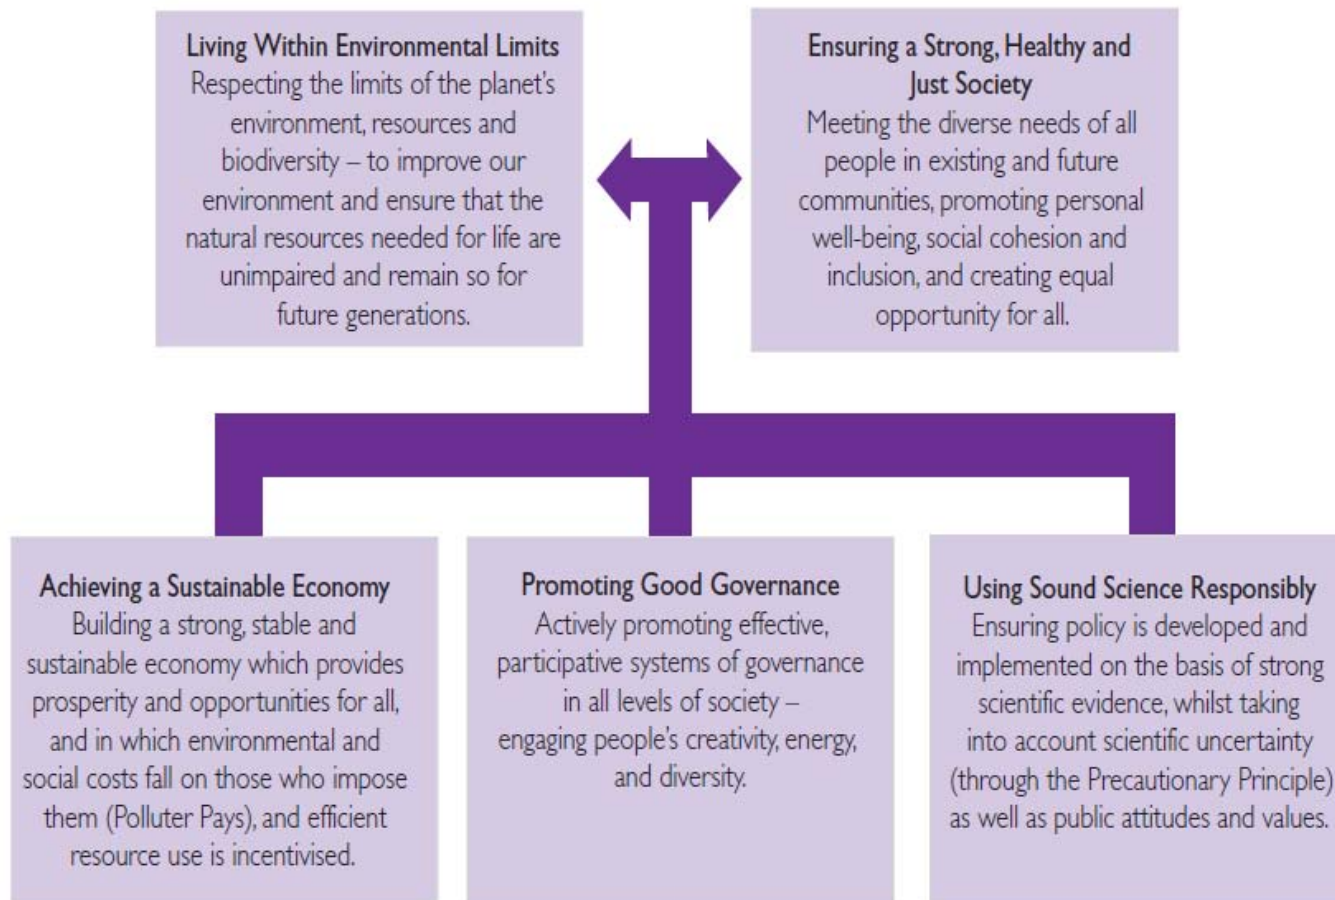 Living Within Environmental Limits
Respecting the limits of the planet's
environment, resources and
biodiversity – to improve our
environment and ensure that the
natural resources needed for life are
unimpaired and remain so for
future generations.
Ensuring a Strong, Healthy and
Just Society
Meeting the diverse needs of all
people in existing and future
communities, promoting personal
well-being, social cohesion and
inclusion, and creating equal
opportunity for all.
Achieving a Sustainable Economy
Building a strong, stable and
sustainable economy which provides
prosperity and opportunities for all,
and in which environmental and
social costs fall on those who impose
them (Polluter Pays), and efficient
resource use is incentivised.
Promoting Good Governance
Actively promoting effective,
participative systems of governance
in all levels of society –
engaging people's creativity, energy,
and diversity.
Using Sound Science Responsibly
Ensuring policy is developed and
implemented on the basis of strong
scientific evidence, whilst taking
into account scientific uncertainty
(through the Precautionary Principle)
as well as public attitudes and values.